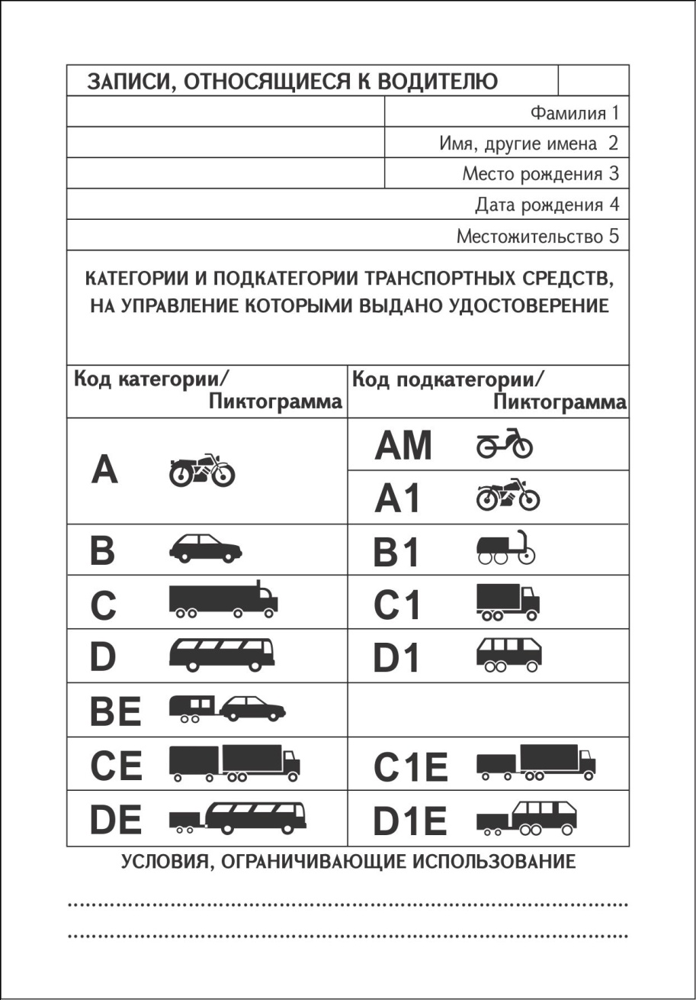 ЗАПИСИ, ОТНОСЯЩИЕСЯ К ВОДИТЕЛЮ
Фамилия 1
Имя, другие имена 2
Место рождения 3
Дата рождения 4
Местожительство 5
КАТЕГОРИИ И ПОДКАТЕГОРИИ ТРАНСПОРТНЫХ СРЕДСТВ,
НА УПРАВЛЕНИЕ КОТОРЫМИ ВЫДАНО УДОСТОВЕРЕНИЕ
Код категории/
Пиктограмма
Код подкатегории/
Пиктограмма
A
AM
A1
B
B1
C
C1
D
D1
BE
CE
C1E
DE
D1E
УСЛОВИЯ, ОГРАНИЧИВАЮЩИЕ ИСПОЛЬЗОВАНИЕ